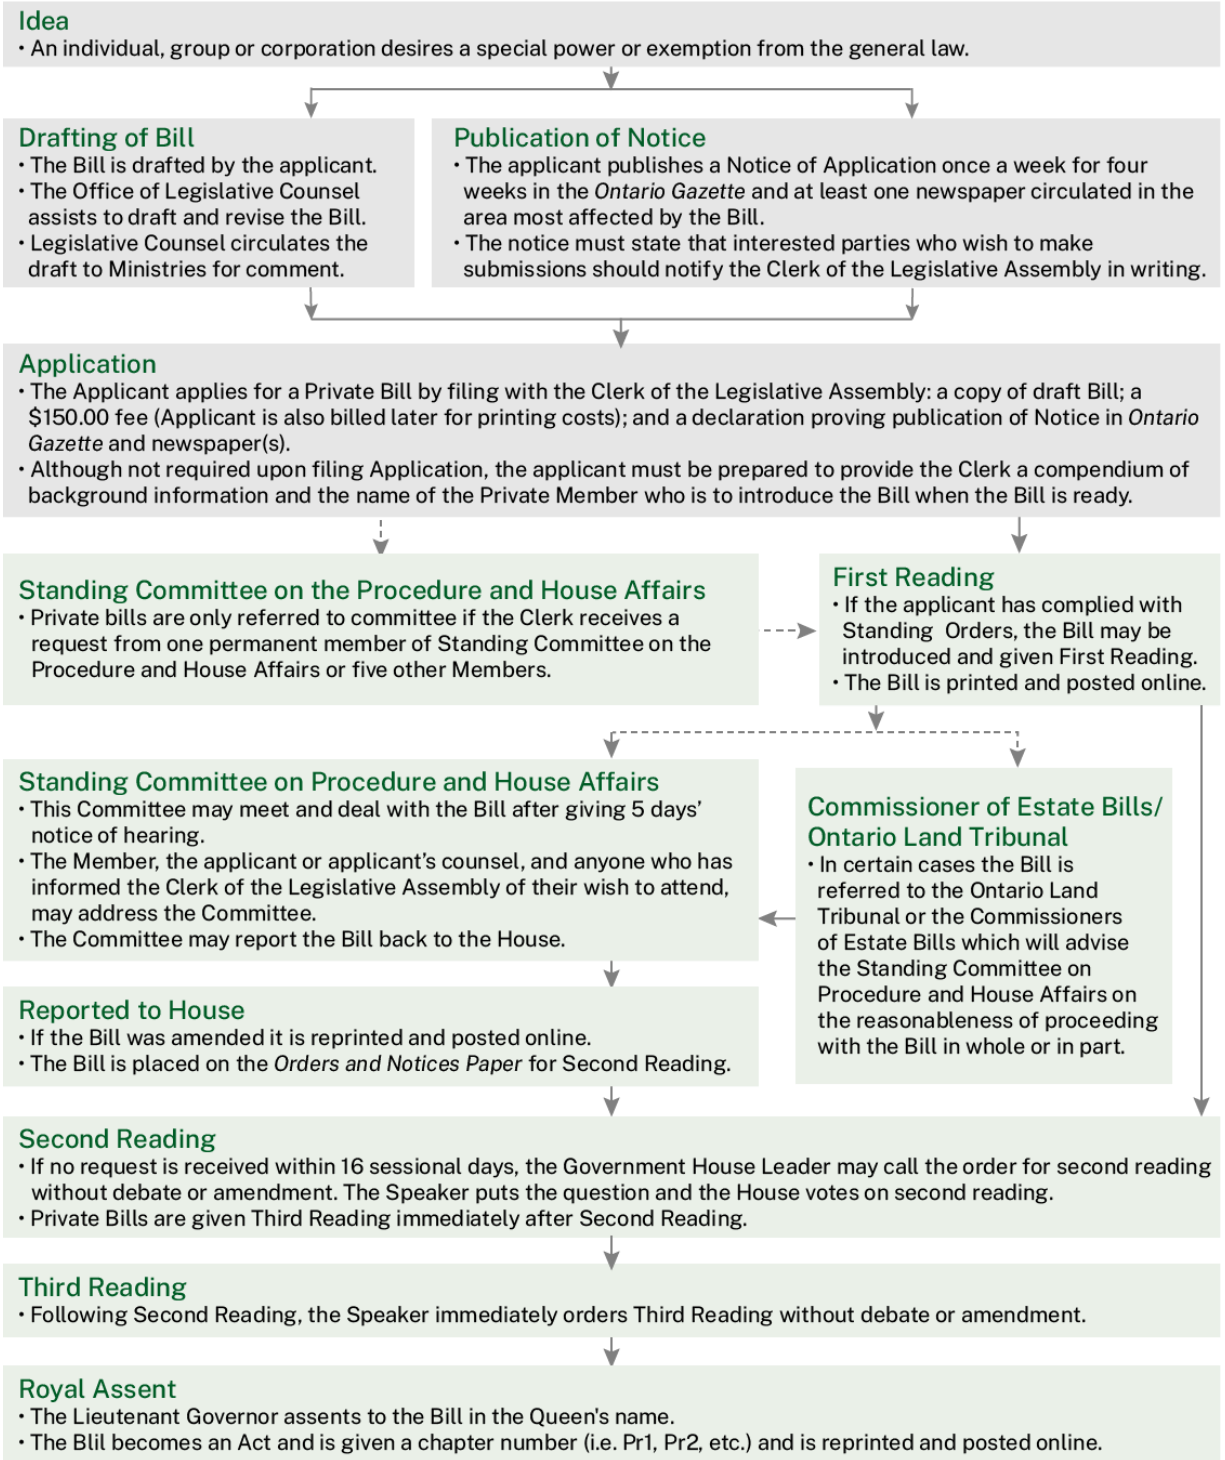 Idea
• An individual, group or corporation desires a special power or exemption from the general law.
Drafting of Bill
• The Bill is drafted by the applicant.
• The Office of Legislative Counsel
assists to draft and revise the Bill.
• Legislative Counsel circulates the
draft to Ministries for comment.
Publication of Notice
• The applicant publishes a Notice of Application once a week for four
weeks in the Ontario Gazette and at least one newspaper circulated in the
area most affected by the Bill.
• The notice must state that interested parties who wish to make
submissions should notify the Clerk of the Legislative Assembly in writing.
Application
• The Applicant applies for a Private Bill by filing with the Clerk of the Legislative Assembly: a copy of draft Bill; a
$150.00 fee (Applicant is also billed later for printing costs); and a declaration proving publication of Notice in Ontario
Gazette and newspaper(s).
• Although not required upon filing Application, the applicant must be prepared to provide the Clerk a compendium of
background information and the name of the Private Member who is to introduce the Bill when the Bill is ready.
Standing Committee on the Procedure and House Affairs
• Private bills are only referred to committee if the Clerk receives a
request from one permanent member of Standing Committee on the
Procedure and House Affairs or five other Members.
First Reading
• If the applicant has complied with
Standing Orders, the Bill may be
introduced and given First Reading.
• The Bill is printed and posted online.
Standing Committee on Procedure and House Affairs
• This Committee may meet and deal with the Bill after giving 5 days’
notice of hearing.
• The Member, the applicant or applicant’s counsel, and anyone who has
informed the Clerk of the Legislative Assembly of their wish to attend,
may address the Committee.
• The Committee may report the Bill back to the House.
Commissioner of Estate Bills/
Ontario Land Tribunal
• In certain cases the Bill is
referred to the Ontario Land
Tribunal or the Commissioners
of Estate Bills which will advise
the Standing Committee on
Procedure and House Affairs on
the reasonableness of proceeding
with the Bill in whole or in part.
Reported to House
• If the Bill was amended it is reprinted and posted online.
• The Bill is placed on the Orders and Notices Paper for Second Reading.
Second Reading
• If no request is received within 16 sessional days, the Government House Leader may call the order for second reading
without debate or amendment. The Speaker puts the question and the House votes on second reading.
• Private Bills are given Third Reading immediately after Second Reading.
Third Reading
• Following Second Reading, the Speaker immediately orders Third Reading without debate or amendment.
Royal Assent
• The Lieutenant Governor assents to the Bill in the Queen's name.
• The Blil becomes an Act and is given a chapter number (i.e. Pr1, Pr2, etc.) and is reprinted and posted online.